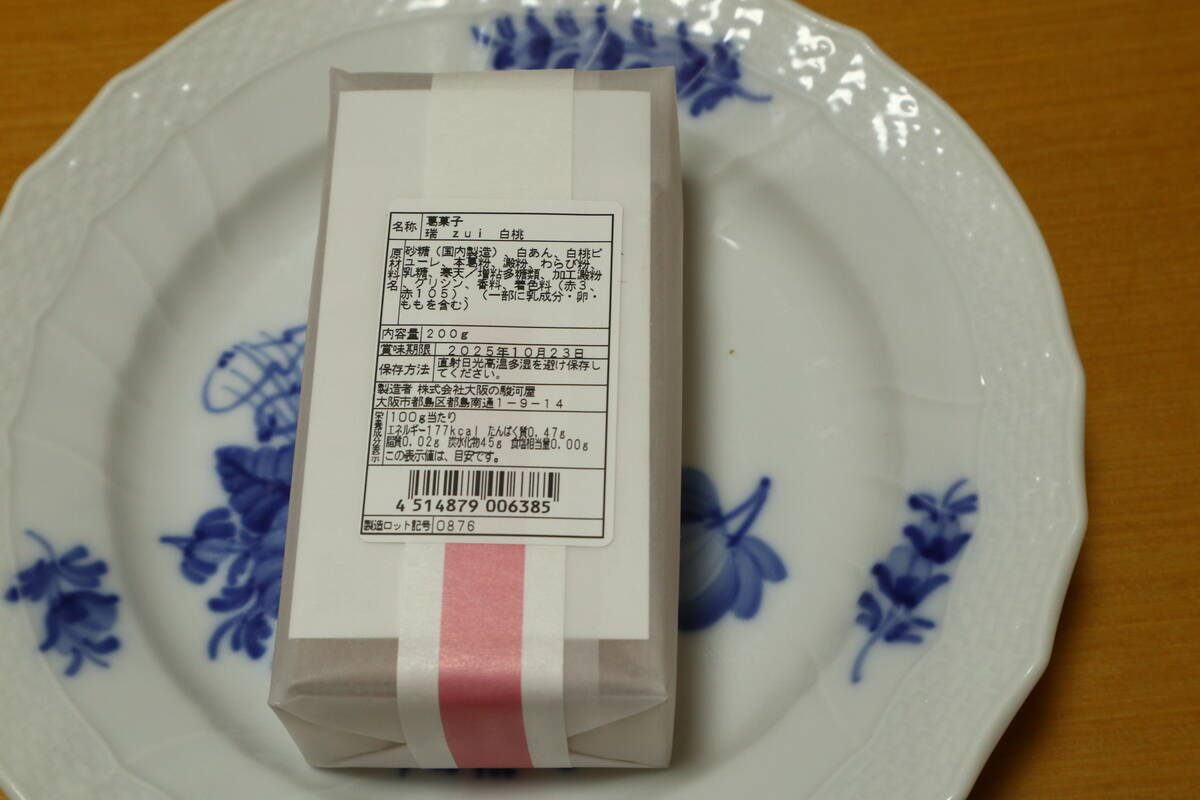 名称
葛菓子
瑞 zui 白桃
原材料名
砂糖(国内製造)、白あん、白桃ピ
ューレ、本葛粉、澱粉、わらび粉、
乳糖、寒天/増粘多糖類、加工澱粉
、グリシン、香料、着色料(赤3、
赤105)、(一部に乳成分・卵・
ももを含む)
内容量 200g
賞味期限 2025年10月23日
保存方法
直射日光高温多湿を避け保存し
てください。
製造者 株式会社大阪の駿河屋
大阪市都島区都島南通1-9-14
栄養成分表示
100g当たり
エネルギー177kcal たんぱく質0.47g
脂質0.02g 炭水化物45g 食塩相当量0.00g
この表示値は、目安です。
4 514879 006385
製造ロット記号 0876